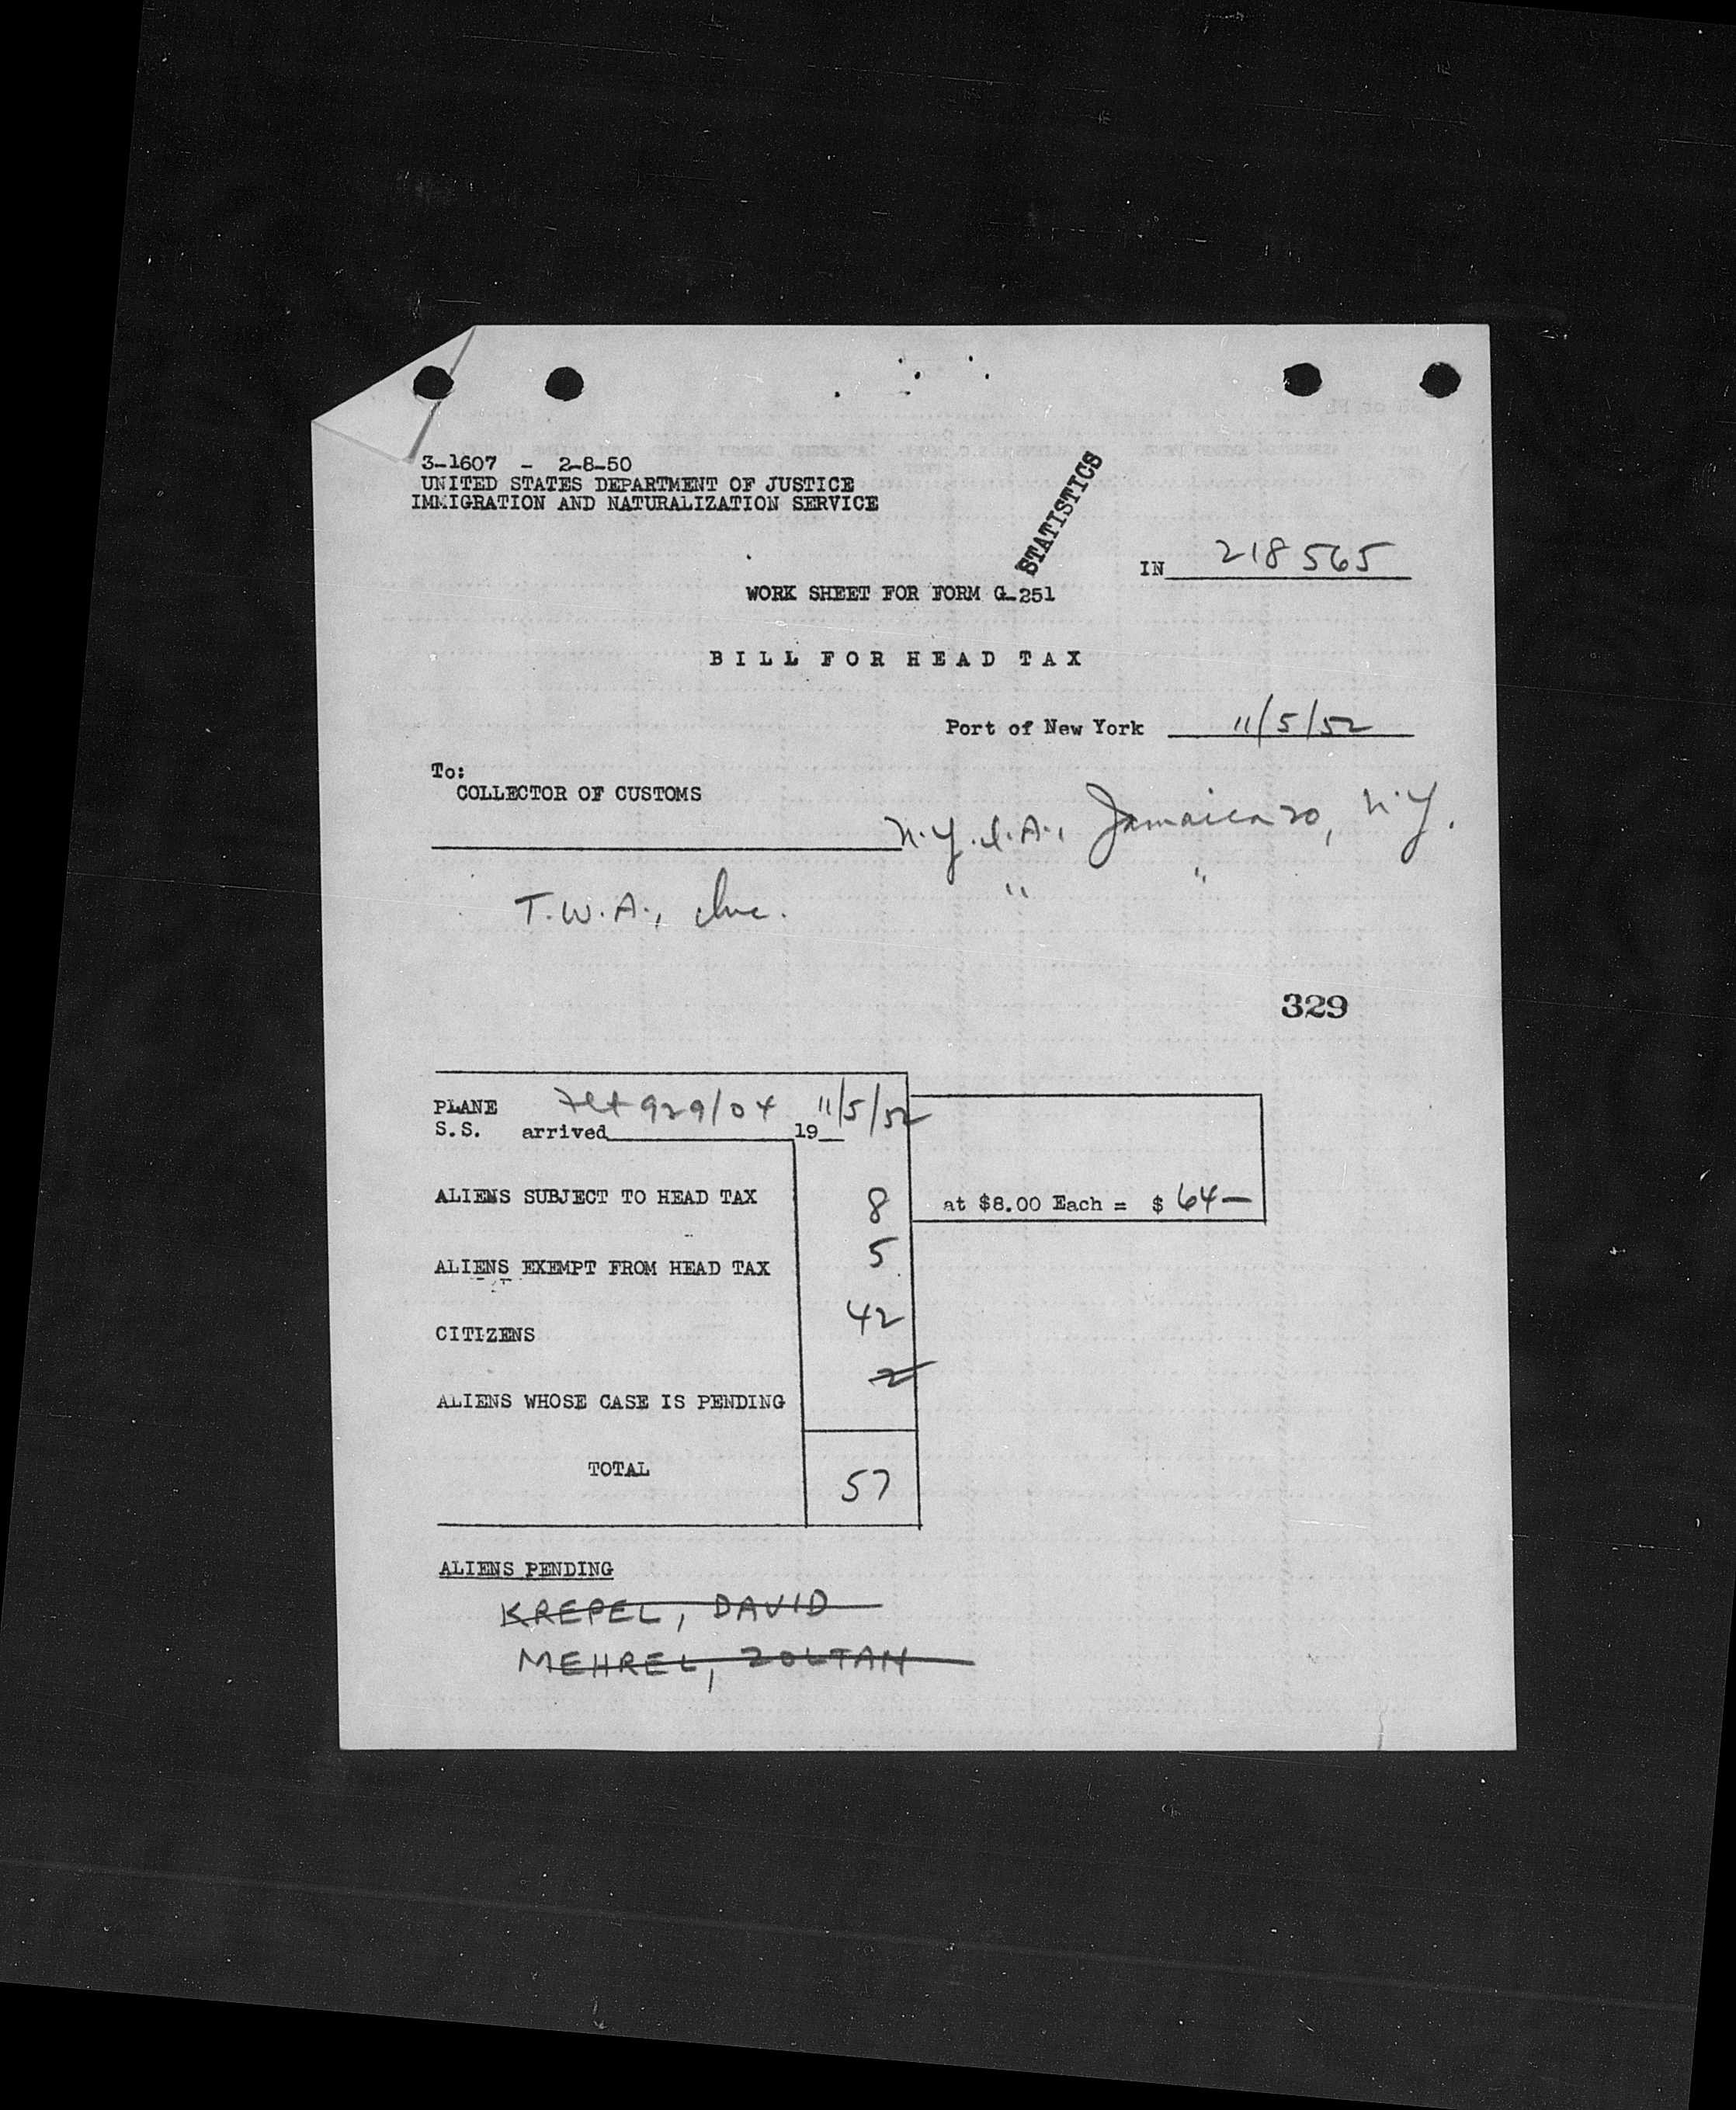 3-1607 - 2-8-50
UNITED STATES DEPARTMENT OF JUSTICE
IMMIGRATION AND NATURALIZATION SERVICE
STATISTICS
IN 218565
WORK SHEET FOR FORM G-251
BILL FOR HEAD TAX
Port of New York 11/5/52
To:
COLLECTOR OF CUSTOMS
N.Y.I.A., Jamaica 20, N.Y.
T.W.A., Inc. " "
329
PLANE Flt 929/04 11/5/52
S.S. arrived 19
ALIENS SUBJECT TO HEAD TAX 8 at $8.00 Each = $ 64—
ALIENS EXEMPT FROM HEAD TAX 5
CITIZENS 42
2
ALIENS WHOSE CASE IS PENDING
TOTAL 57
ALIENS PENDING
KREPEL, DAVID
MEHREL, ZOLTAN